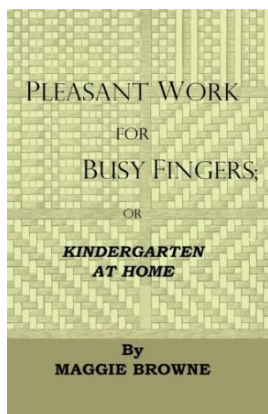 PLEASANT WORK
FOR
BUSY FINGERS;
OR
KINDERGARTEN
AT HOME
By
MAGGIE BROWNE